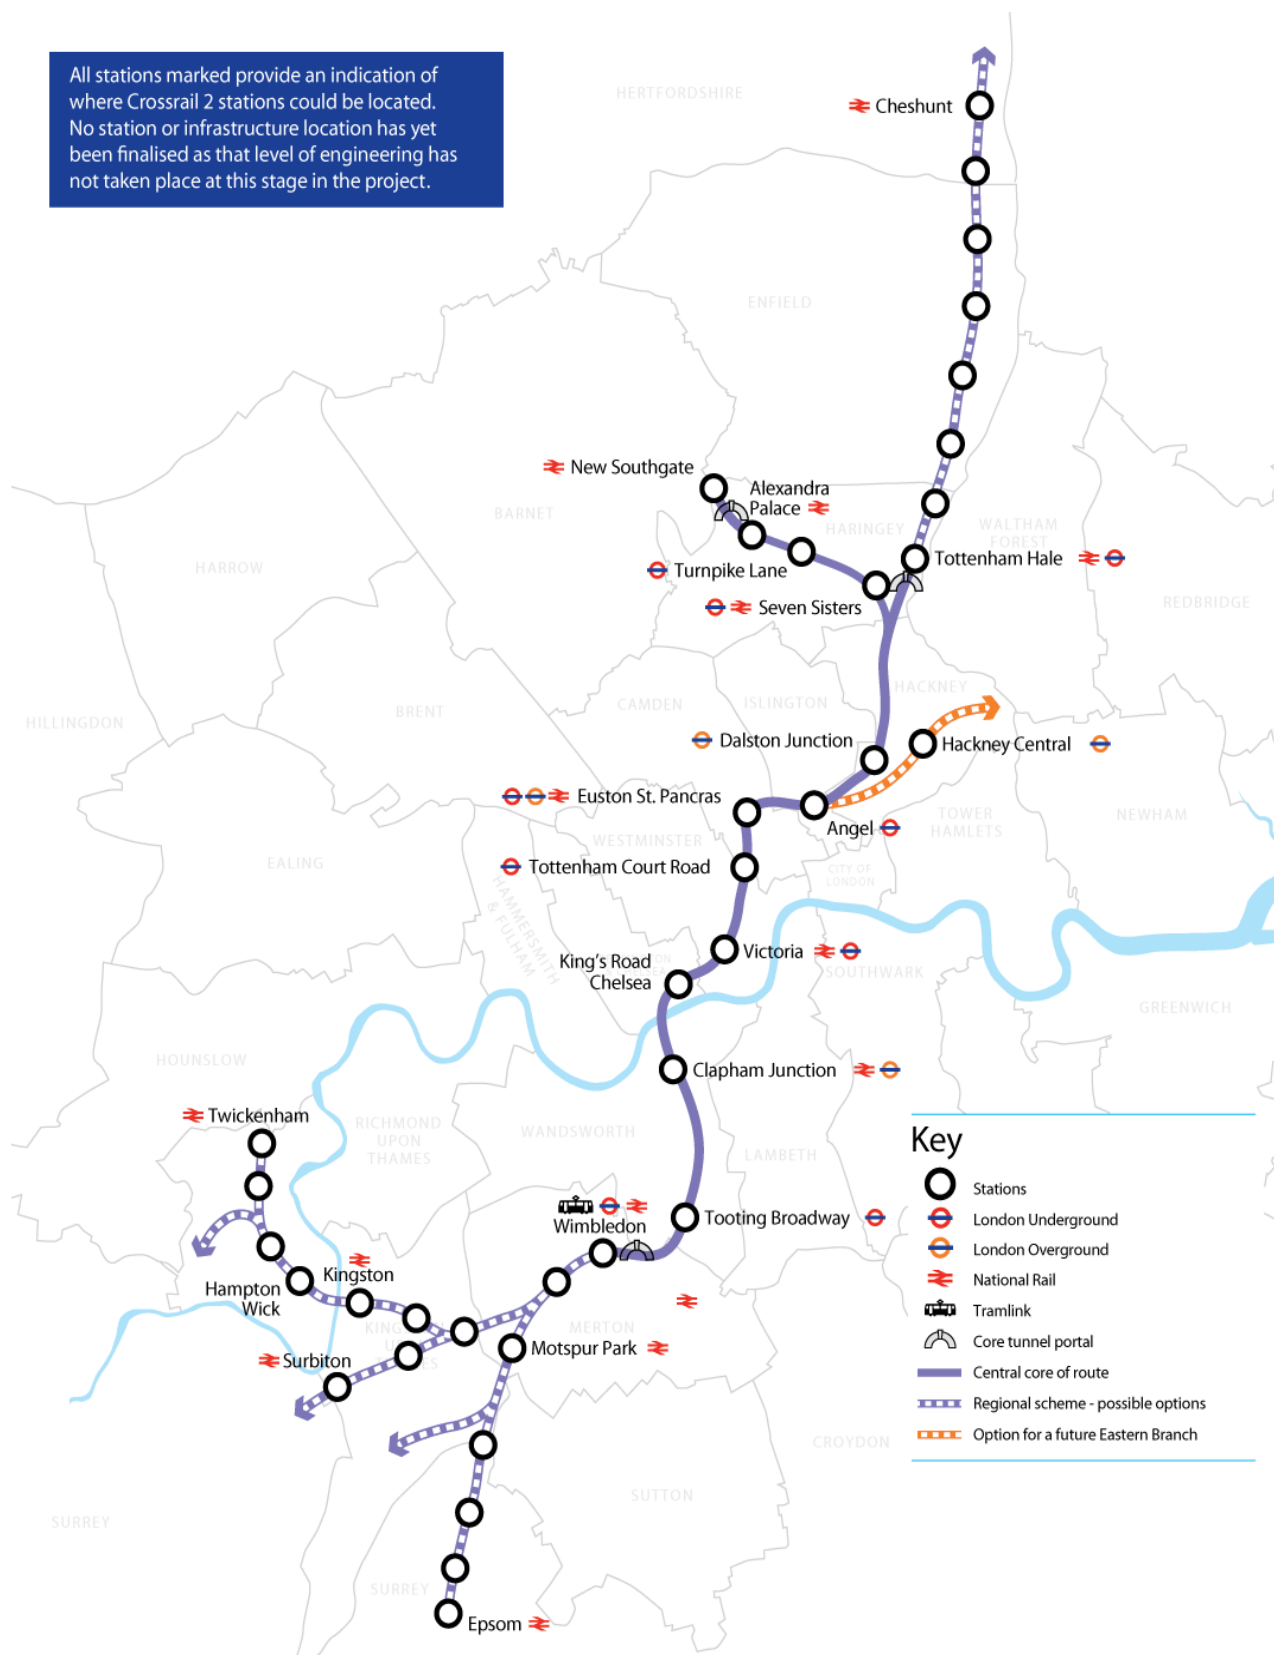 All stations marked provide an indication of
where Crossrail 2 stations could be located.
No station or infrastructure location has yet
been finalised as that level of engineering has
not taken place at this stage in the project.
HERTFORDSHIRE
Cheshunt
ENFIELD
New Southgate
Alexandra
Palace
BARNET
HARINGEY
WALTHAM
FOREST
HARROW
Turnpike Lane
Tottenham Hale
Seven Sisters
REDBRIDGE
HACKNEY
CAMDEN
ISLINGTON
BRENT
HILLINGDON
Dalston Junction
Hackney Central
Euston St. Pancras
Angel
TOWER
HAMLETS
NEWHAM
WESTMINSTER
EALING
Tottenham Court Road
CITY OF
LONDON
HAMMERSMITH
& FULHAM
Victoria
King's Road
Chelsea
SOUTHWARK
GREENWICH
HOUNSLOW
Clapham Junction
Twickenham
RICHMOND
UPON
THAMES
WANDSWORTH
LAMBETH
Wimbledon
Tooting Broadway
Kingston
Hampton
Wick
MERTON
Surbiton
Motspur Park
CROYDON
SUTTON
SURREY
SURREY
Epsom
Key
Stations
London Underground
London Overground
National Rail
Tramlink
Core tunnel portal
Central core of route
Regional scheme - possible options
Option for a future Eastern Branch